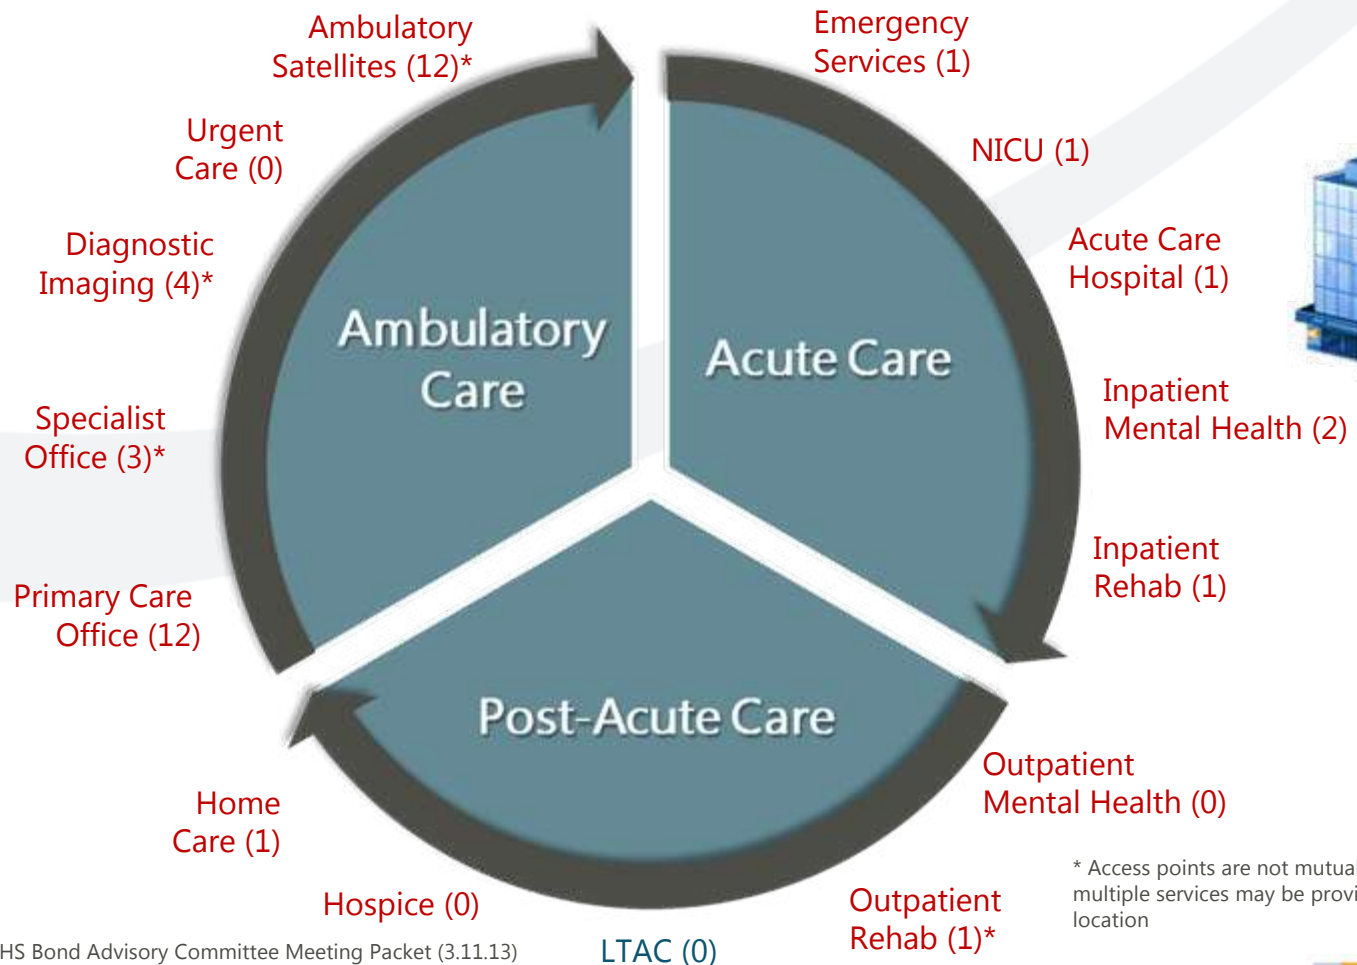 Ambulatory
Satellites (12)*
Emergency
Services (1)
Urgent
Care (0)
NICU (1)
Diagnostic
Imaging (4)*
Acute Care
Hospital (1)
Ambulatory
Care
Acute Care
Specialist
Office (3)*
Inpatient
Mental Health (2)
Primary Care
Office (12)
Inpatient
Rehab (1)
Post-Acute Care
Home
Care (1)
Outpatient
Mental Health (0)
Hospice (0)
LTAC (0)
Outpatient
Rehab (1)*
* Access points are not
multiple services may be
location
HS Bond Advisory Committee Meeting Packet (3.11.13)